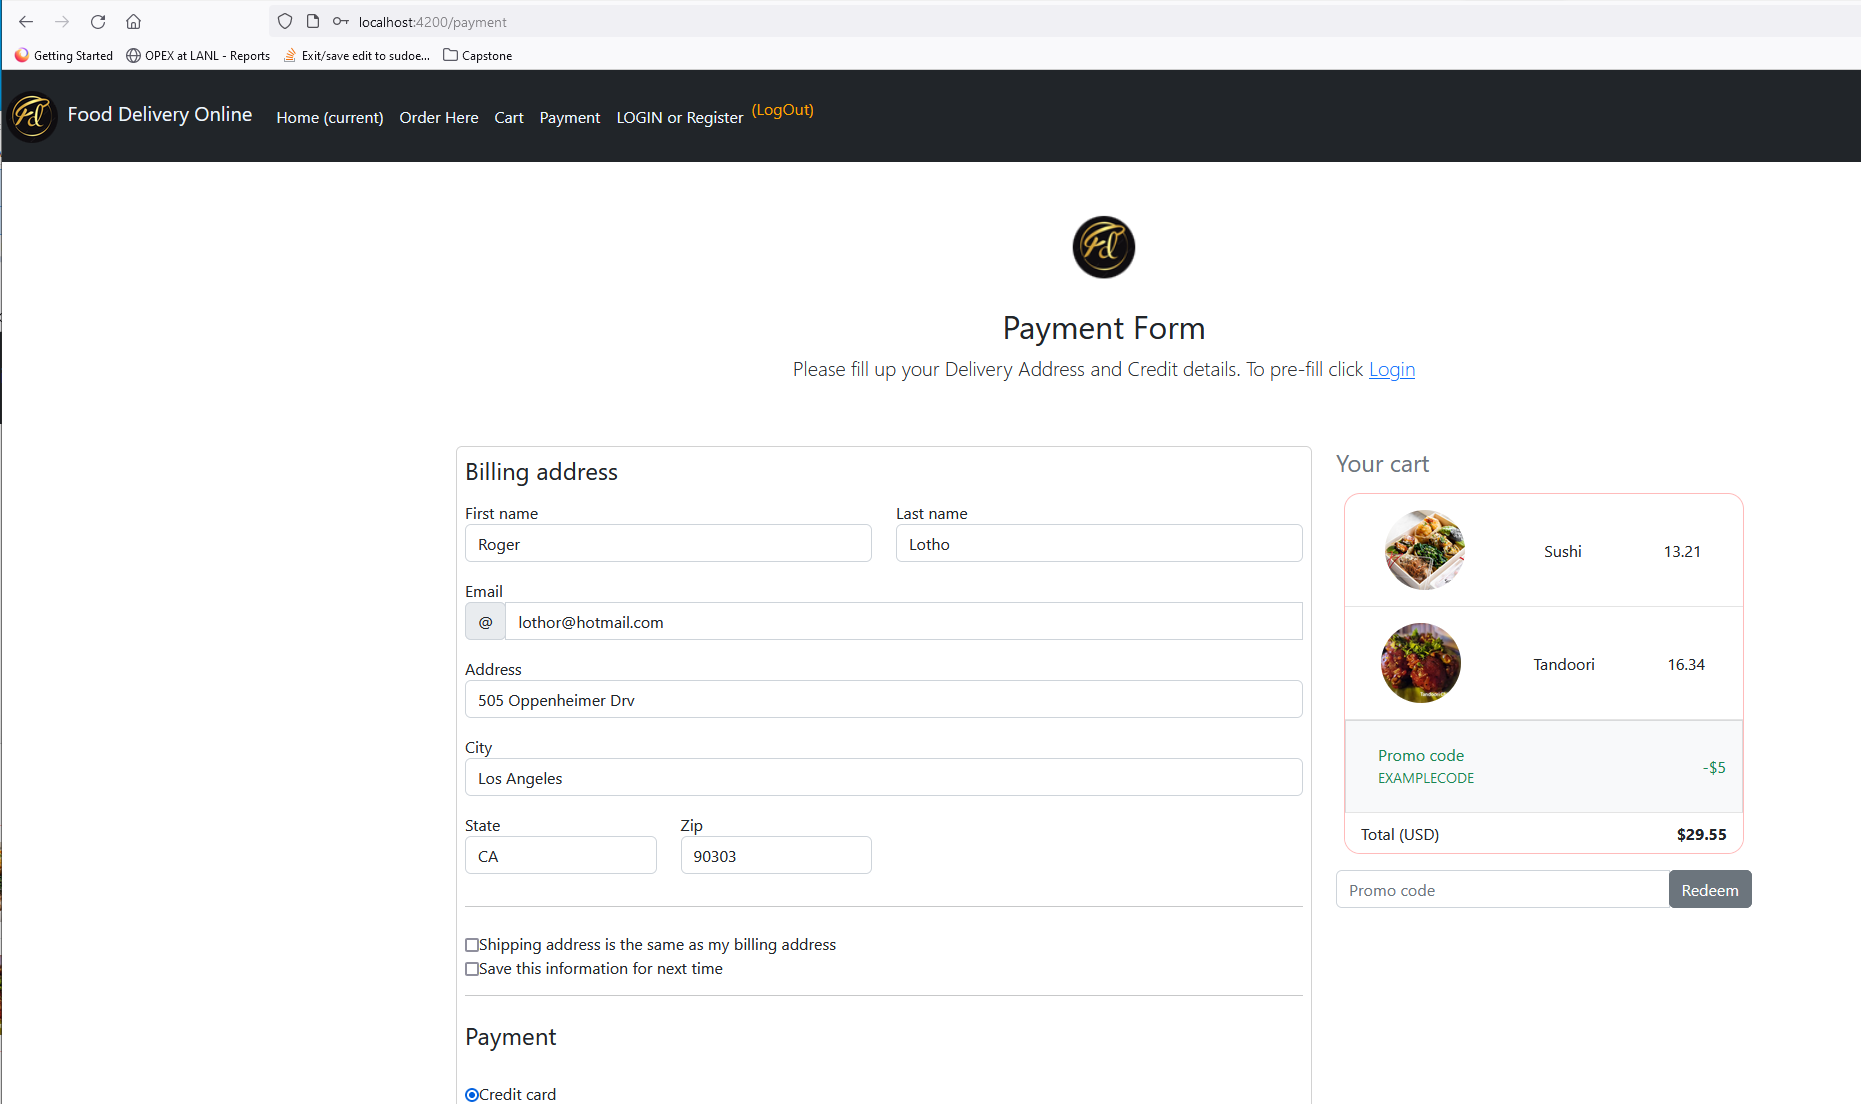 localhost:4200/payment
Getting Started OPEX at LANL - Reports Exit/save edit to sudoe... Capstone
Fd Food Delivery Online Home (current) Order Here Cart Payment LOGIN or Register (LogOut)
Fd
Payment Form
Please fill up your Delivery Address and Credit details. To pre-fill click Login
Billing address
First name Last name
Roger Lotho
Email
@ lothor@hotmail.com
Address
505 Oppenheimer Drv
City
Los Angeles
State Zip
CA 90303
Shipping address is the same as my billing address
Save this information for next time
Payment
Credit card
Your cart
Sushi 13.21
Tandoori 16.34
Promo code
EXAMPLECODE
-$5
Total (USD) $29.55
Promo code Redeem